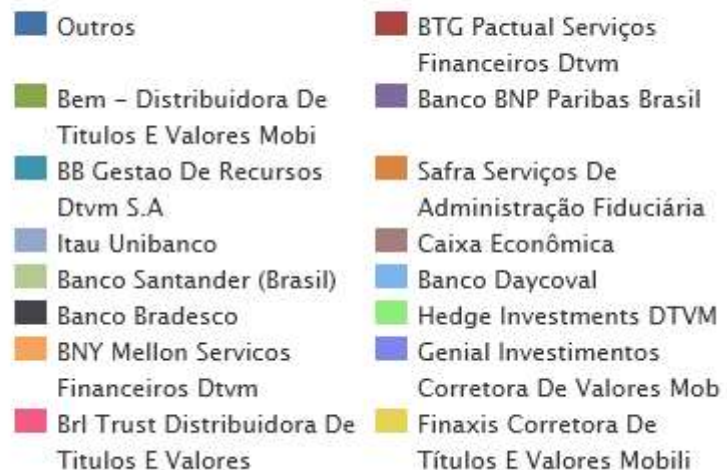 Outros
BTG Pactual Serviços
Financeiros Dtvm
Bem – Distribuidora De
Titulos E Valores Mobi
Banco BNP Paribas Brasil
BB Gestao De Recursos
Dtvm S.A
Safra Serviços De
Administração Fiduciária
Itau Unibanco
Caixa Econômica
Banco Santander (Brasil)
Banco Daycoval
Banco Bradesco
Hedge Investments DTVM
BNY Mellon Servicos
Financeiros Dtvm
Genial Investimentos
Corretora De Valores Mob
Brl Trust Distribuidora De
Titulos E Valores
Finaxis Corretora De
Títulos E Valores Mobili